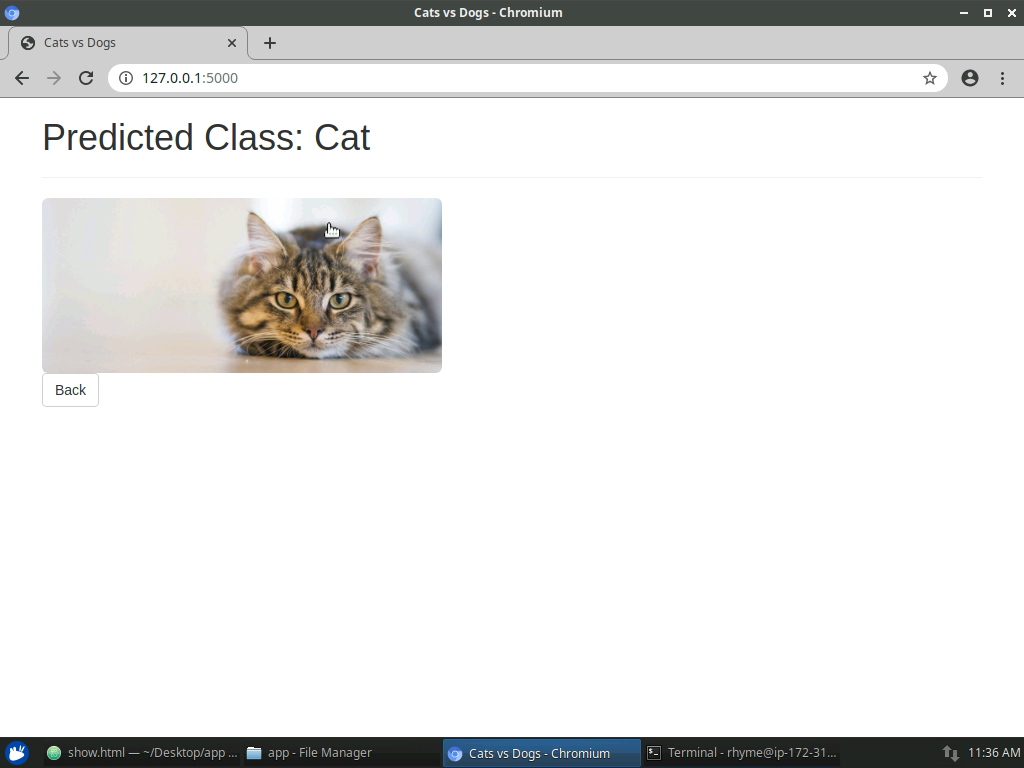 Cats vs Dogs - Chromium
Cats vs Dogs
127.0.0.1:5000
Predicted Class: Cat
Back
show.html — ~/Desktop/app ...
app - File Manager
Cats vs Dogs - Chromium
Terminal - rhyme@ip-172-31...
11:36 AM